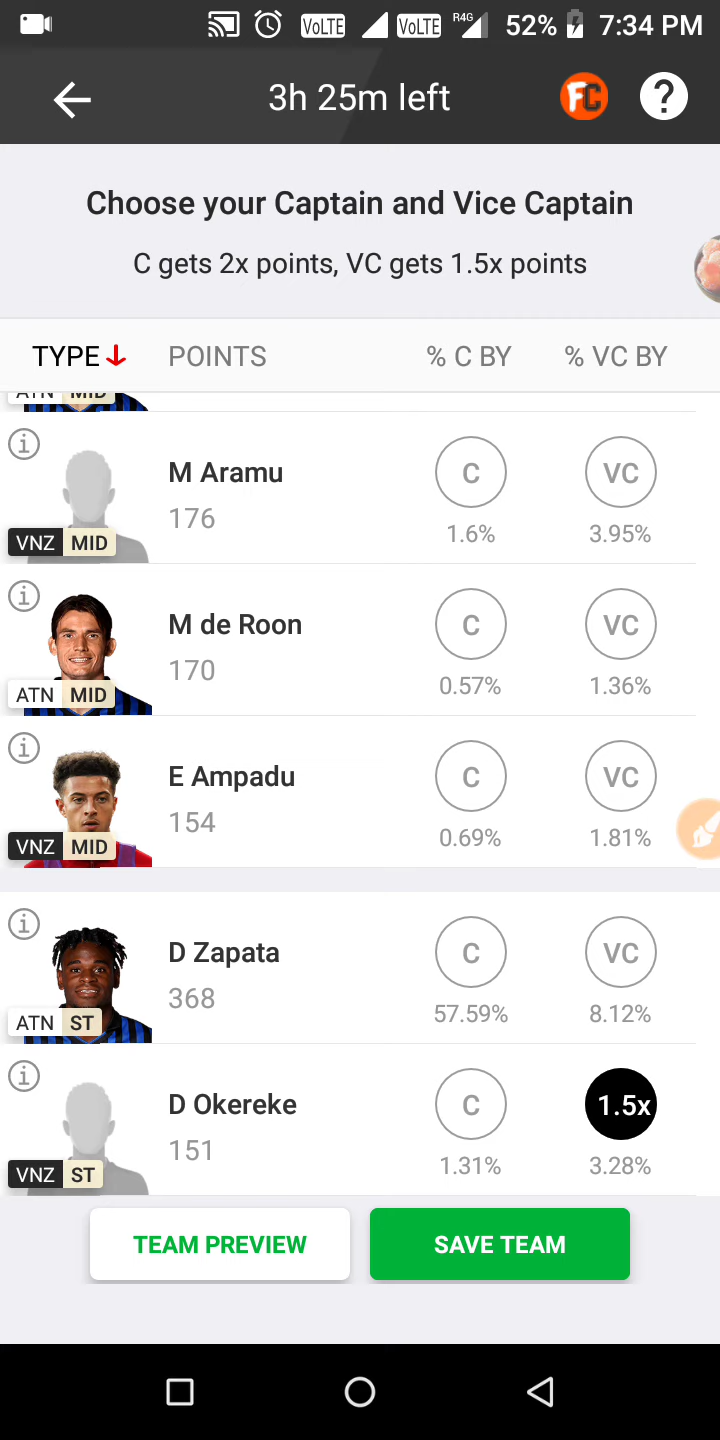 VoLTE VoLTE R4G 52% 7:34 PM
3h 25m left
FC ?
Choose your Captain and Vice Captain
C gets 2x points, VC gets 1.5x points
TYPE POINTS % C BY % VC BY
ATN MID
M Aramu C VC
176
VNZ MID 1.6% 3.95%
M de Roon C VC
170
ATN MID 0.57% 1.36%
E Ampadu C VC
154
VNZ MID 0.69% 1.81%
D Zapata C VC
368
ATN ST 57.59% 8.12%
D Okereke C 1.5x
151
VNZ ST 1.31% 3.28%
TEAM PREVIEW SAVE TEAM